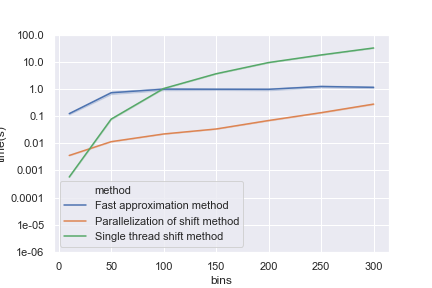 100.0
10.0
1.0
0.1
0.01
0.001
0.0001
1e-05
1e-06
method
Fast approximation method
Parallelization of shift method
Single thread shift method
0
50
100
150
200
250
300
bins